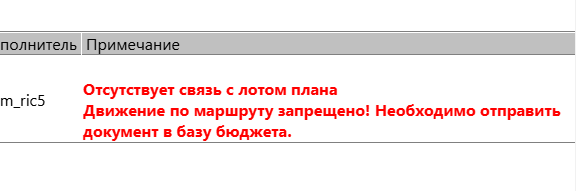 полнитель Примечание
Отсутствует связь с лотом плана
m_ric5
Движение по маршруту запрещено! Необходимо отправить
документ в базу бюджета.